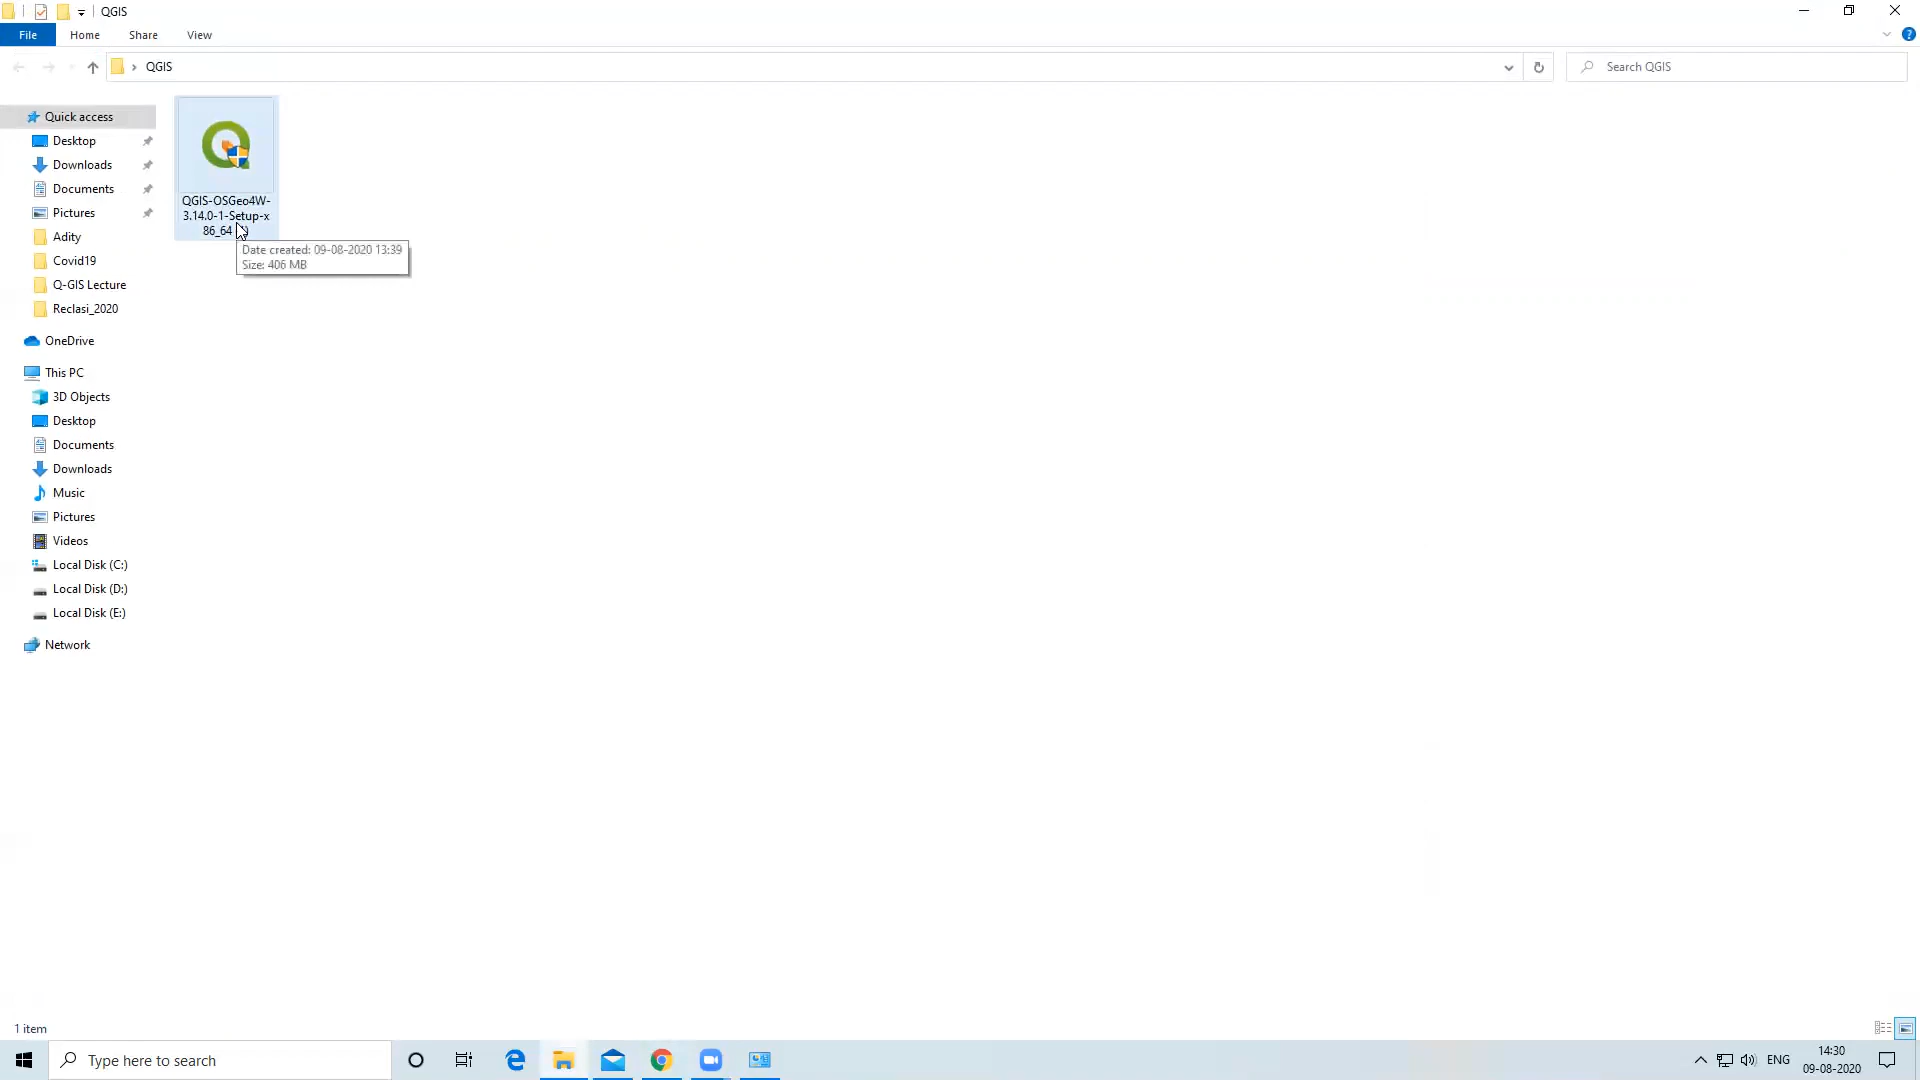 QGIS
File Home Share View
QGIS
Search QGIS
Quick access
Desktop
Downloads
Documents
Pictures
Adity
Covid19
Q-GIS Lecture
Reclasi_2020
OneDrive
This PC
3D Objects
Desktop
Documents
Downloads
Music
Pictures
Videos
Local Disk (C:)
Local Disk (D:)
Local Disk (E:)
Network
QGIS-OSGeo4W-
3.14.0-1-Setup-x
86_64
Date created: 09-08-2020 13:39
Size: 406 MB
1 item
Type here to search
ENG
14:30
09-08-2020